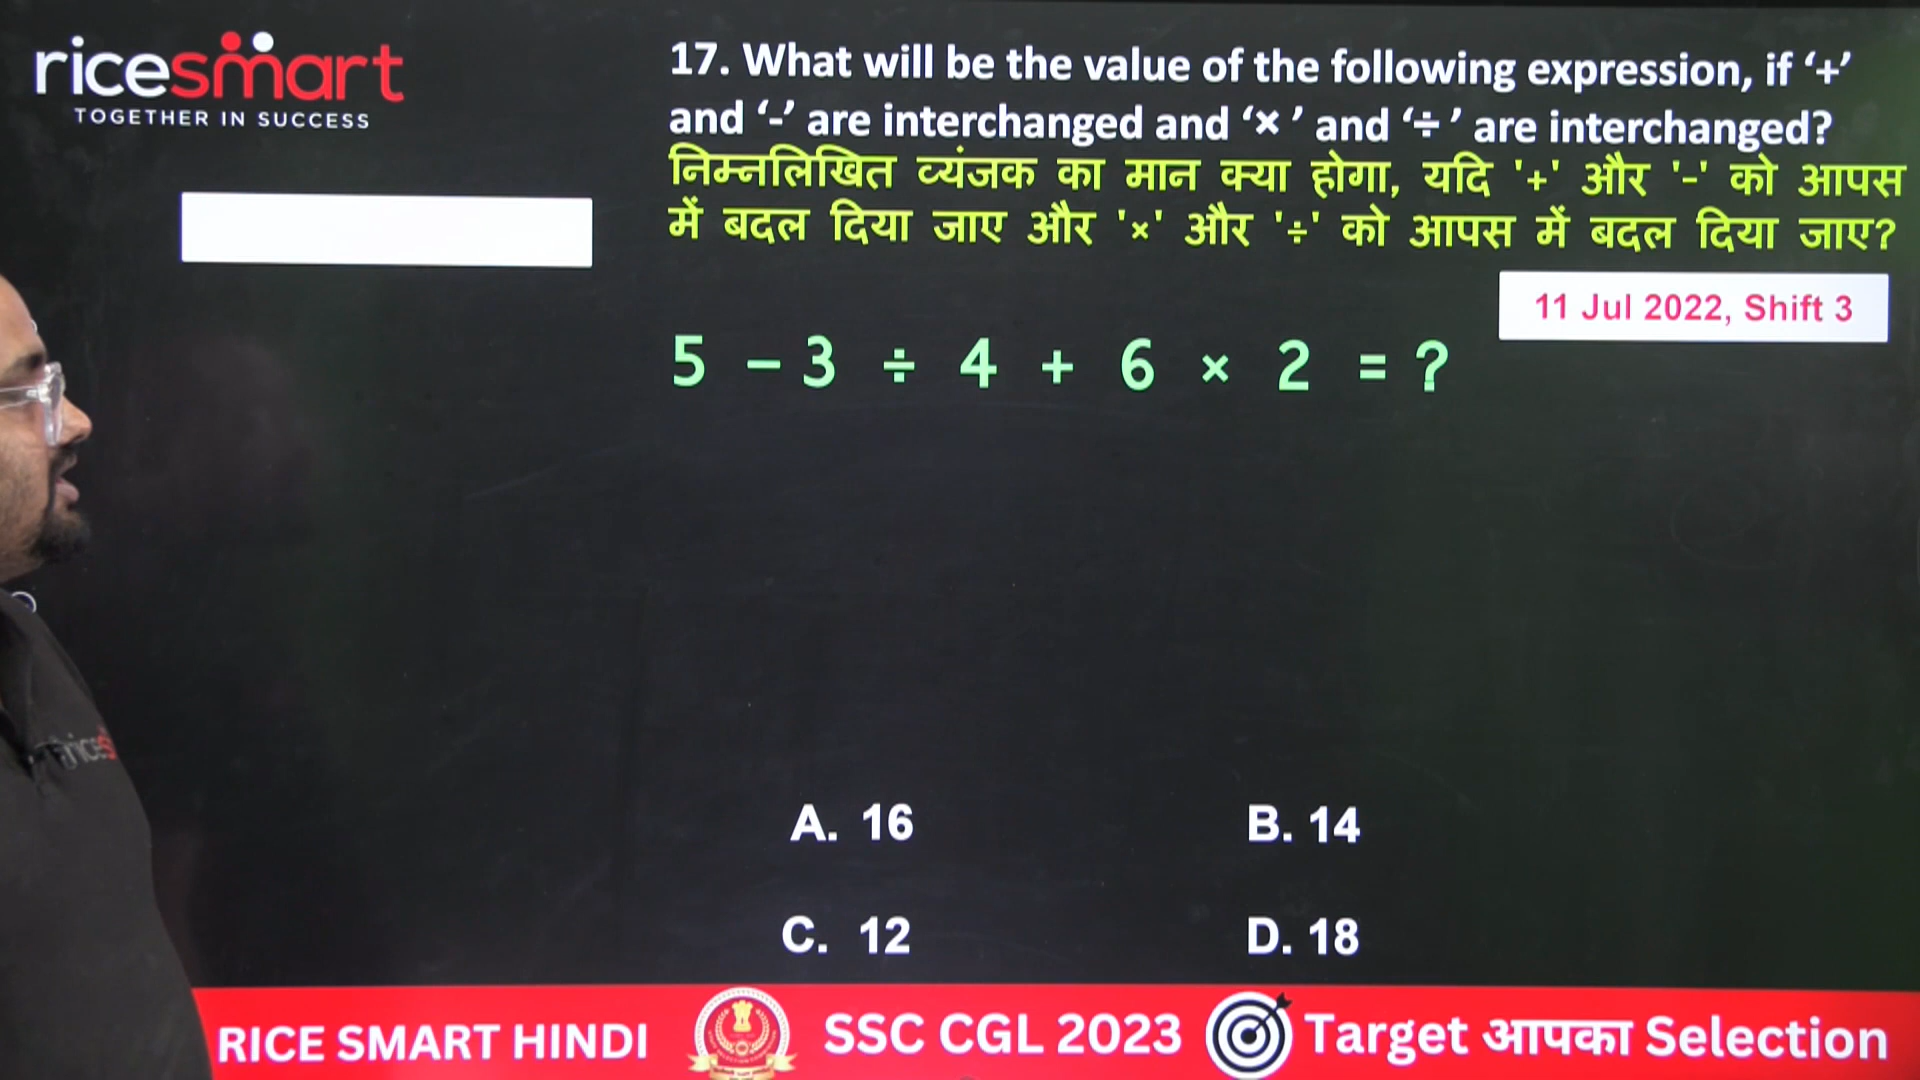 ricesmart
TOGETHER IN SUCCESS
17. What will be the value of the following expression, if ‘+’
and ‘-’ are interchanged and ‘× ’ and ‘÷ ’ are interchanged?
निम्नलिखित व्यंजक का मान क्या होगा, यदि '+' और '-' को आपस
में बदल दिया जाए और '×' और '÷' को आपस में बदल दिया जाए?
11 Jul 2022, Shift 3
5 – 3 ÷ 4 + 6 × 2 = ?
A. 16
B. 14
C. 12
D. 18
RICE SMART HINDI
SSC CGL 2023
Target आपका Selection